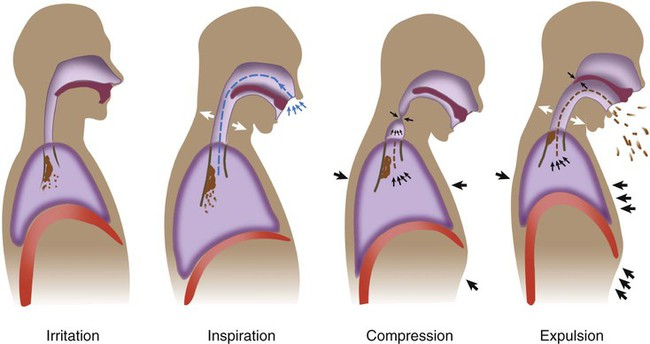 Irritation
Inspiration
Compression
Expulsion